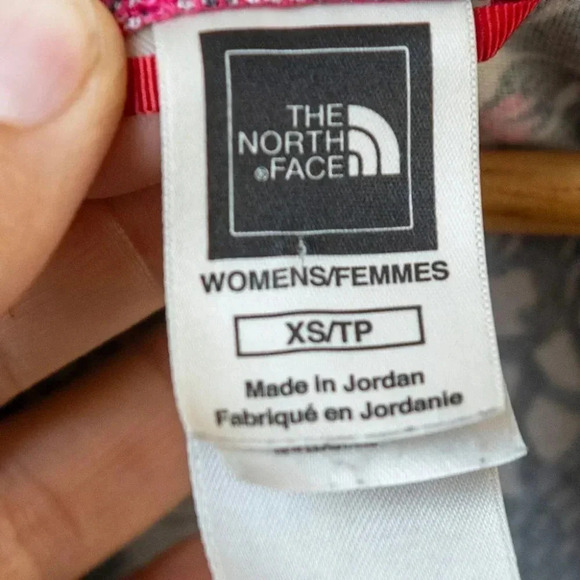 THE
NORTH
®FACE
WOMENS/FEMMES
XS/TP
Made in Jordan
Fabriqué en Jordanie